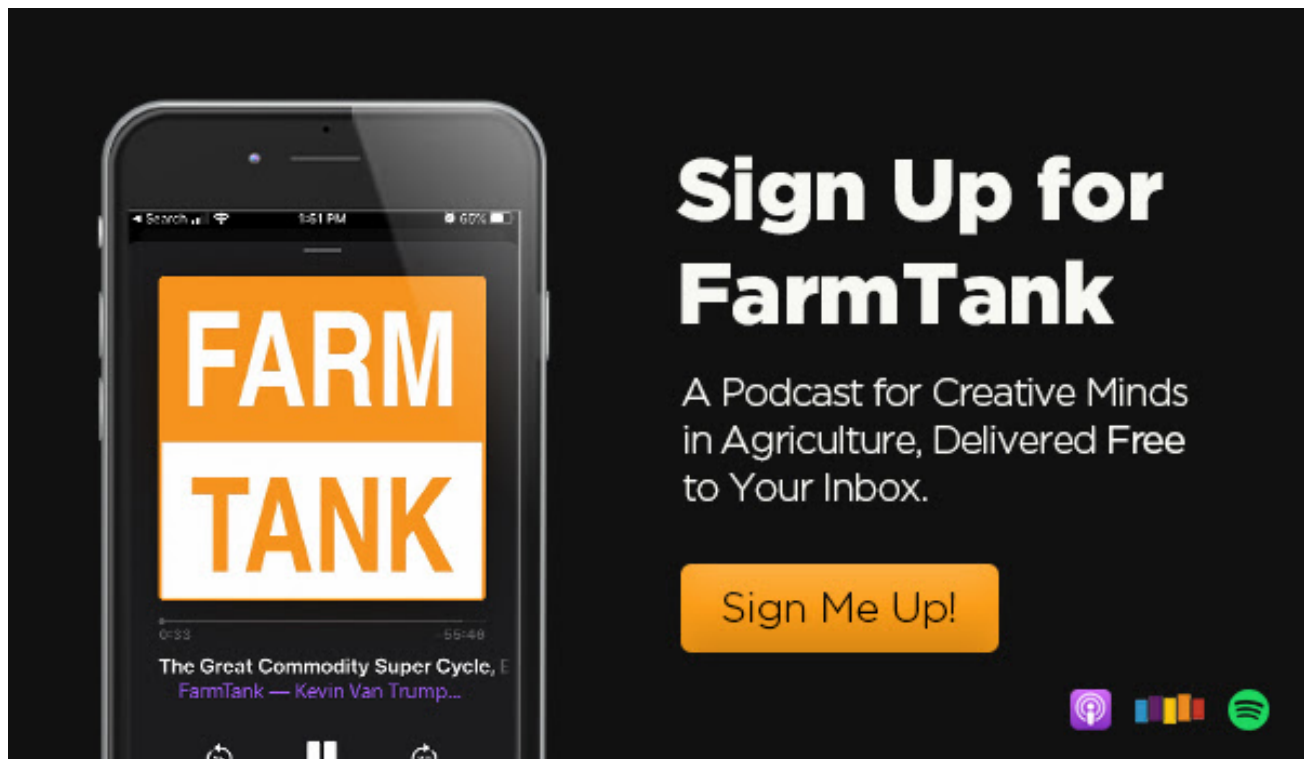 Search
1:51 PM
60%
FARM
TANK
0:33
-55:46
The Great Commodity Super Cycle,
FarmTank — Kevin Van Trump...
Sign Up for
FarmTank
A Podcast for Creative Minds
in Agriculture, Delivered Free
to Your Inbox.
Sign Me Up!